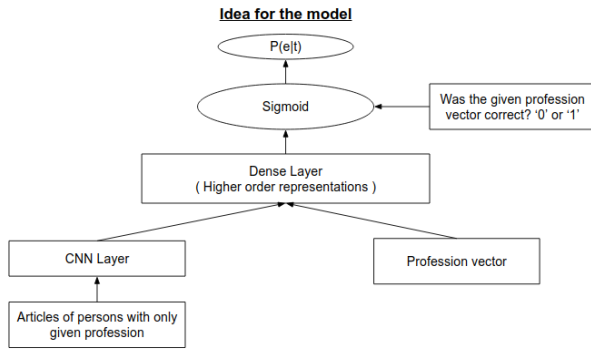 Idea for the model
P(e|t)
Sigmoid
Was the given profession
vector correct? ‘0’ or ‘1’
Dense Layer
( Higher order representations )
CNN Layer
Profession vector
Articles of persons with only
given profession